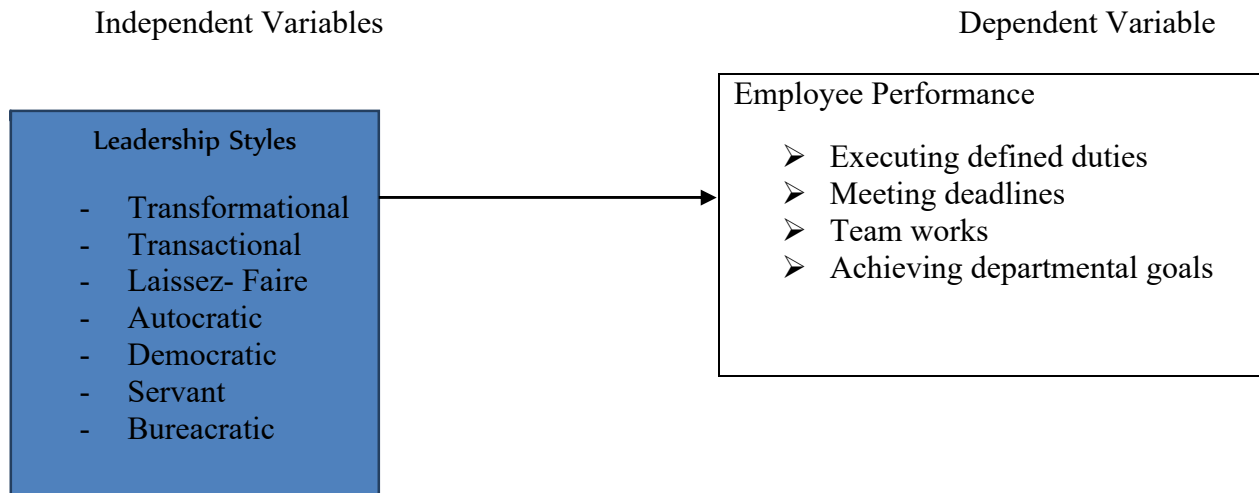 Independent Variables
Dependent Variable
Leadership Styles
- Transformational
- Transactional
- Laissez- Faire
- Autocratic
- Democratic
- Servant
- Bureacratic
Employee Performance
➢ Executing defined duties
➢ Meeting deadlines
➢ Team works
➢ Achieving departmental goals